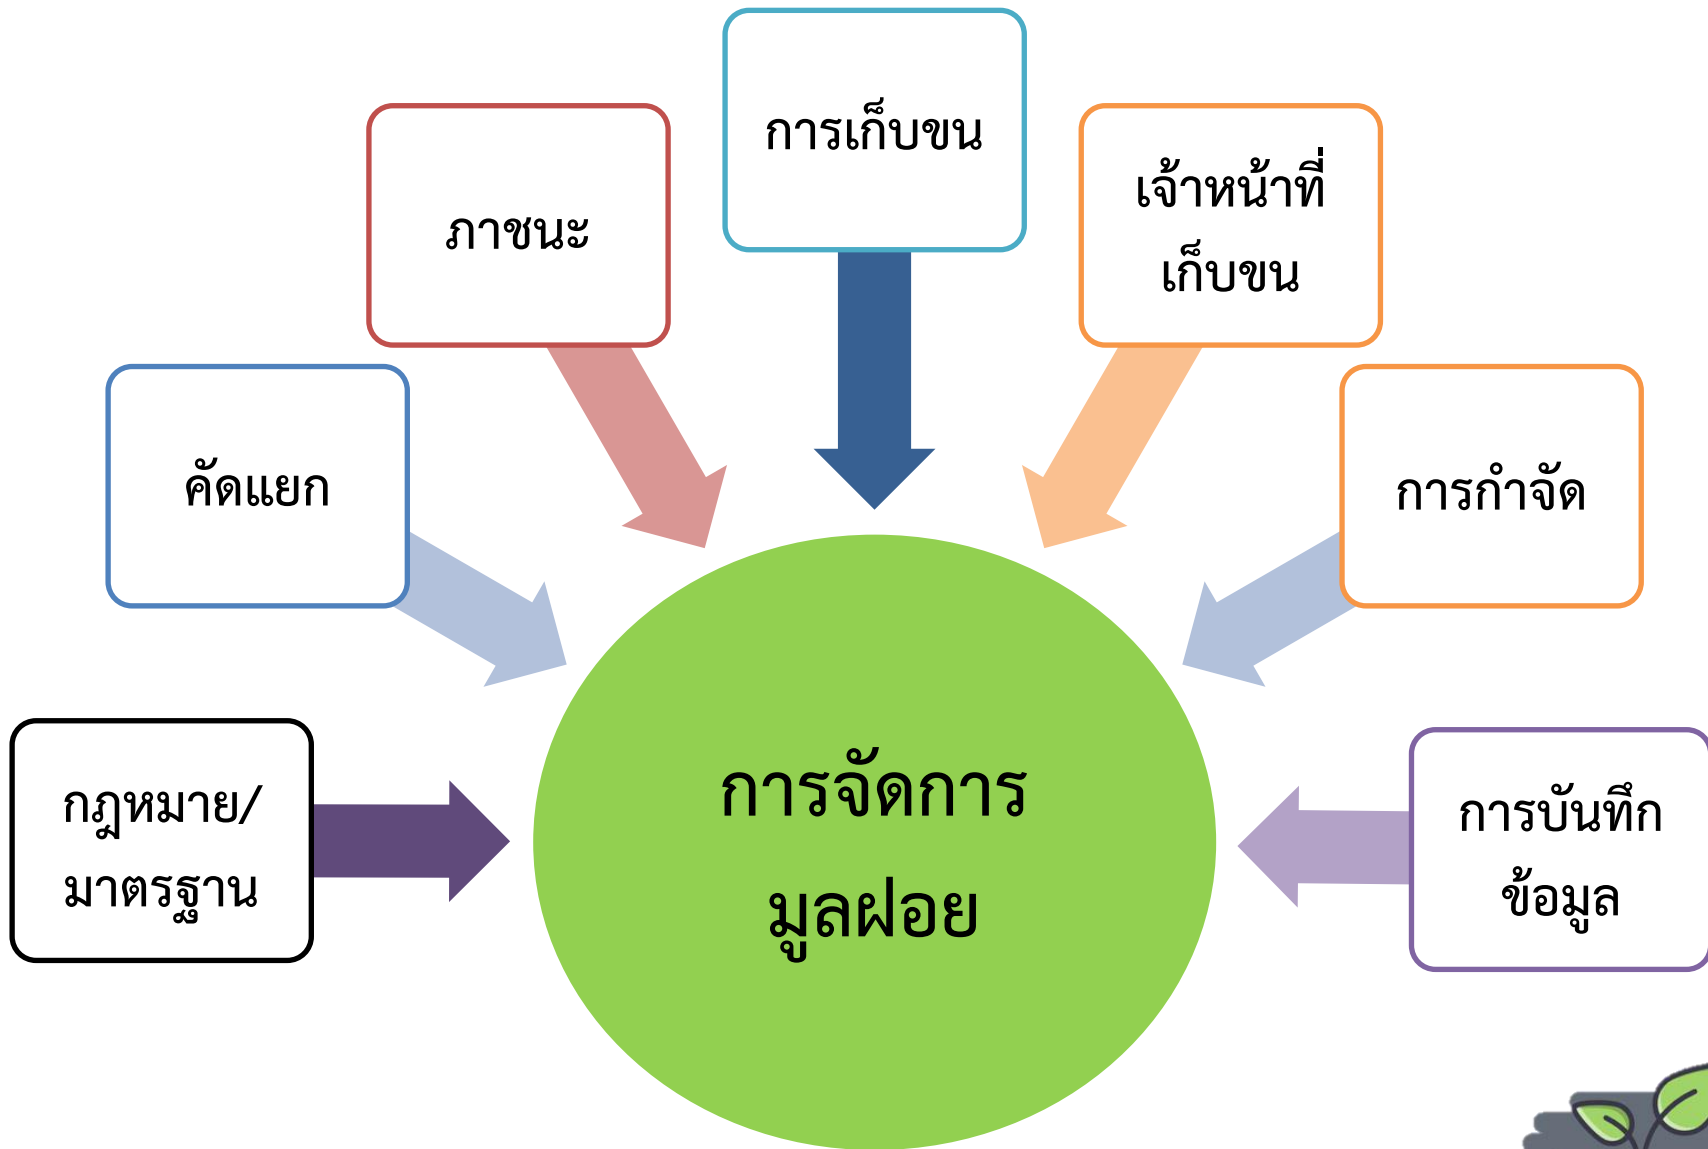 การเก็บขน
ภาชนะ
เจ้าหน้าที่
เก็บขน
คัดแยก
การกำจัด
กฎหมาย/
มาตรฐาน
การจัดการ
มูลฝอย
การบันทึก
ข้อมูล